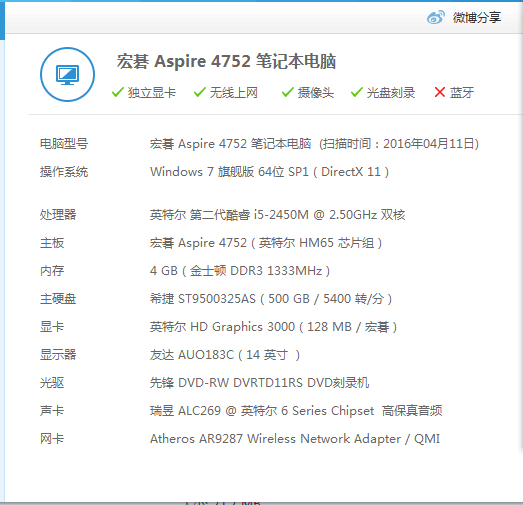 微博分享
宏碁 Aspire 4752 笔记本电脑
独立显卡 无线上网 摄像头 光盘刻录 蓝牙
电脑型号 宏碁 Aspire 4752 笔记本电脑 (扫描时间：2016年04月11日)
操作系统 Windows 7 旗舰版 64位 SP1 ( DirectX 11 )
处理器 英特尔 第二代酷睿 i5-2450M @ 2.50GHz 双核
主板 宏碁 Aspire 4752 ( 英特尔 HM65 芯片组 )
内存 4 GB ( 金士顿 DDR3 1333MHz )
主硬盘 希捷 ST9500325AS ( 500 GB / 5400 转/分 )
显卡 英特尔 HD Graphics 3000 ( 128 MB / 宏碁 )
显示器 友达 AUO183C ( 14 英寸 )
光驱 先锋 DVD-RW DVRTD11RS DVD刻录机
声卡 瑞昱 ALC269 @ 英特尔 6 Series Chipset 高保真音频
网卡 Atheros AR9287 Wireless Network Adapter / QMI